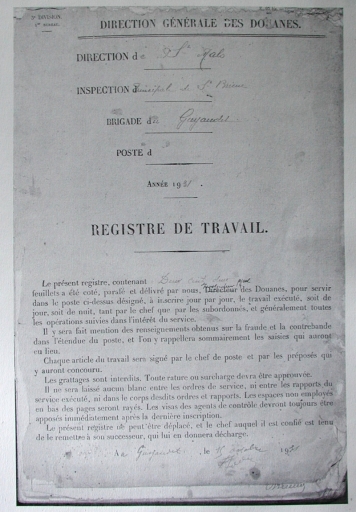 DIRECTION GÉNÉRALE DES DOUANES.
DIRECTION de St
INSPECTION Principal de St
BRIGADE de
POSTE d
ANNÉE 193
REGISTRE DE TRAVAIL.
Le présent registre, contenant
feuillets a été coté, parafé et délivré par nous, Directeur des Douanes, pour servir
dans le poste ci-dessus désigné, à inscrire jour par jour, le travail exécuté, soit de
jour, soit de nuit, tant par le chef que par les subordonnés, et généralement toutes
les opérations suivies dans l'intérêt du service.
Il y sera fait mention des renseignements obtenus sur la fraude et la contrebande
dans l'étendue du poste, et l'on y rappellera sommairement les saisies qui auront
eu lieu.
Chaque article du travail sera signé par le chef de poste et par les préposés qui
y auront concouru.
Les grattages sont interdits. Toute rature ou surcharge devra être approuvée.
Il ne sera laissé aucun blanc entre les ordres de service, ni entre les rapports du
service exécuté, ni dans le corps desdits ordres et rapports. Les espaces non employés
en bas des pages seront rayés. Les visas des agents de contrôle devront toujours être
apposés immédiatement après la dernière inscription.
Le présent registre ne peut être déplacé, et le chef auquel il est confié est tenu
de le remettre à son successeur, qui lui en donnera décharge.
A , le 193